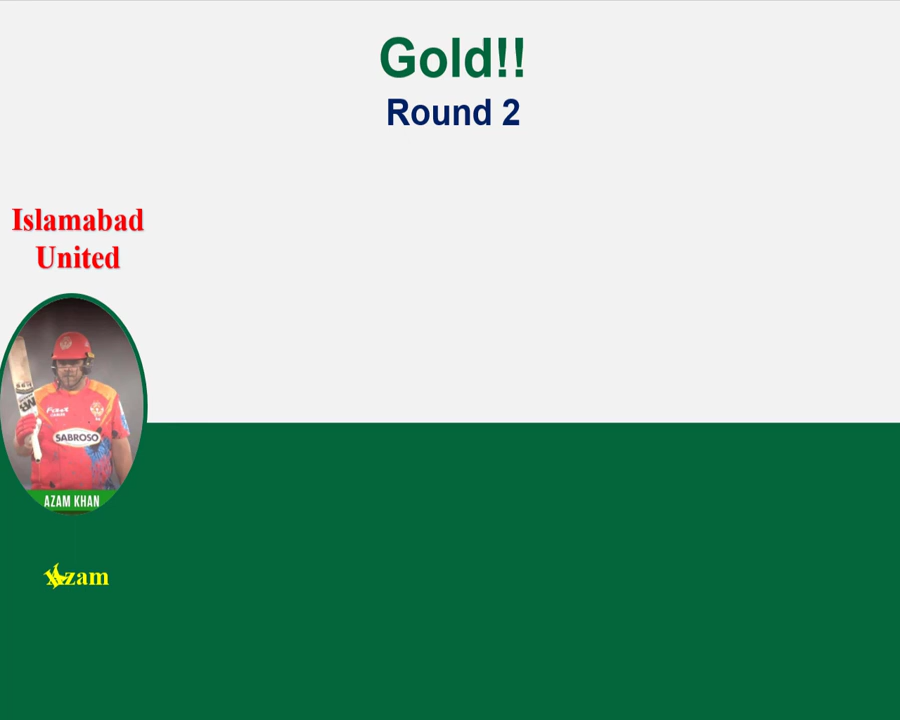 Gold!!
Round 2
Islamabad
United
SABROSO
AZAM KHAN
Azam